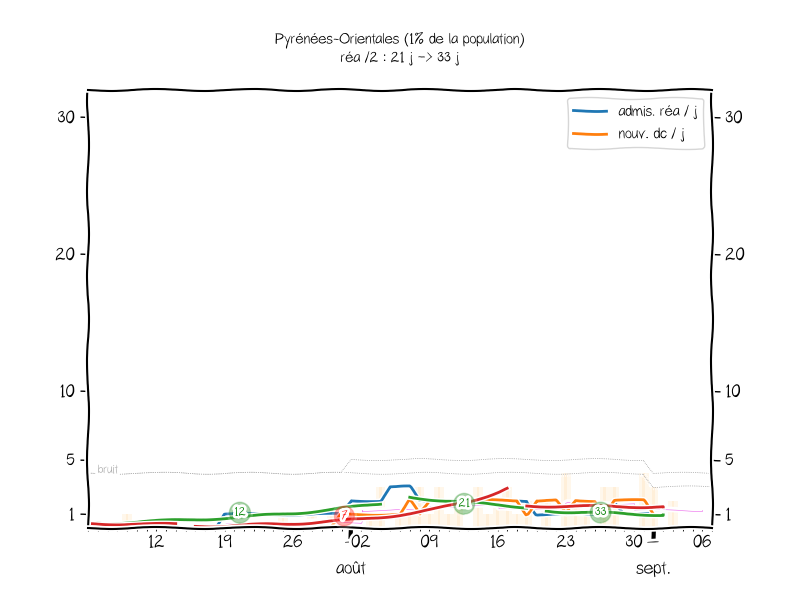 Pyrénées-Orientales (1% de la population)
réa /2 : 21 j -> 33 j
admis. réa / j
nouv. dc / j
30 30
20 20
10 10
5 5
bruit
1 1
12 7 21 33
12 19 26 02 09 16 23 30 06
août sept.